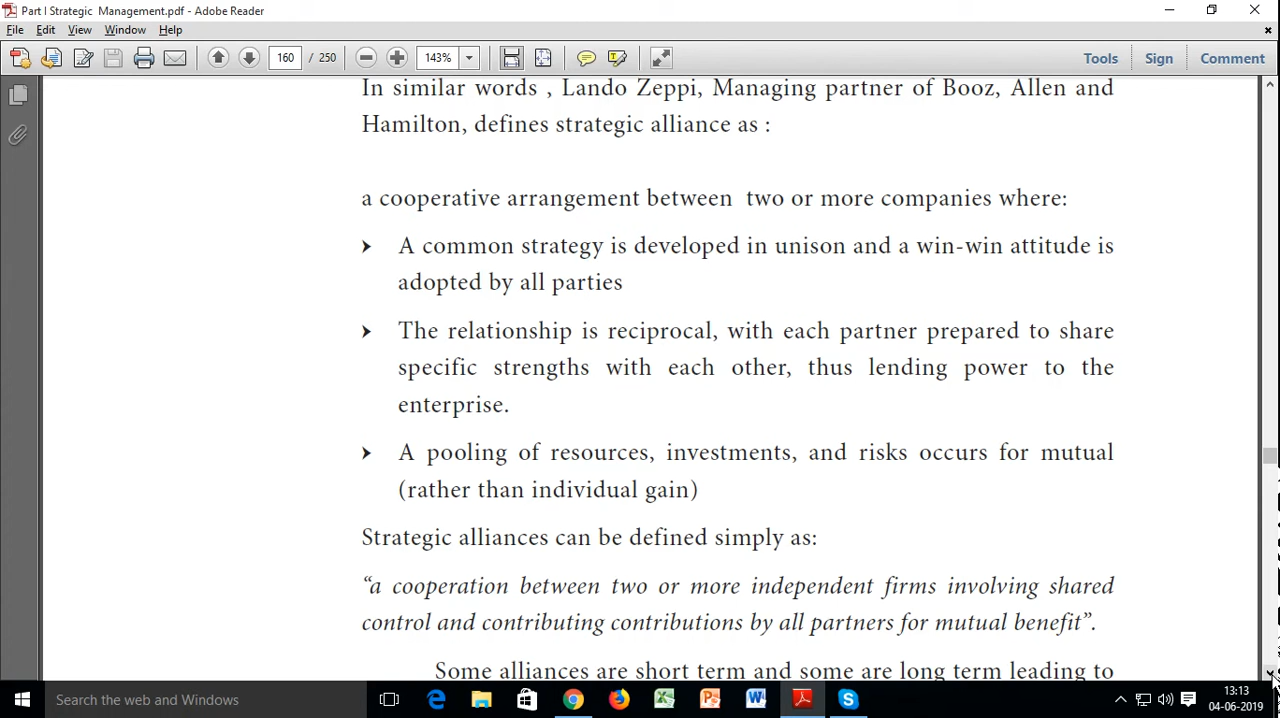 Part I Strategic  Management.pdf - Adobe Reader
File Edit View Window Help
160 / 250 143% Tools Sign Comment
In similar words , Lando Zeppi, Managing partner of Booz, Allen and
Hamilton, defines strategic alliance as :
a cooperative arrangement between  two or more companies where:
A common strategy is developed in unison and a win-win attitude is
adopted by all parties
The relationship is reciprocal, with each partner prepared to share
specific strengths with each other, thus lending power to the
enterprise.
A pooling of resources, investments, and risks occurs for mutual
(rather than individual gain)
Strategic alliances can be defined simply as:
“a cooperation between two or more independent firms involving shared
control and contributing contributions by all partners for mutual benefit”.
Some alliances are short term and some are long term leading to
Search the web and Windows
13:13
04-06-2019